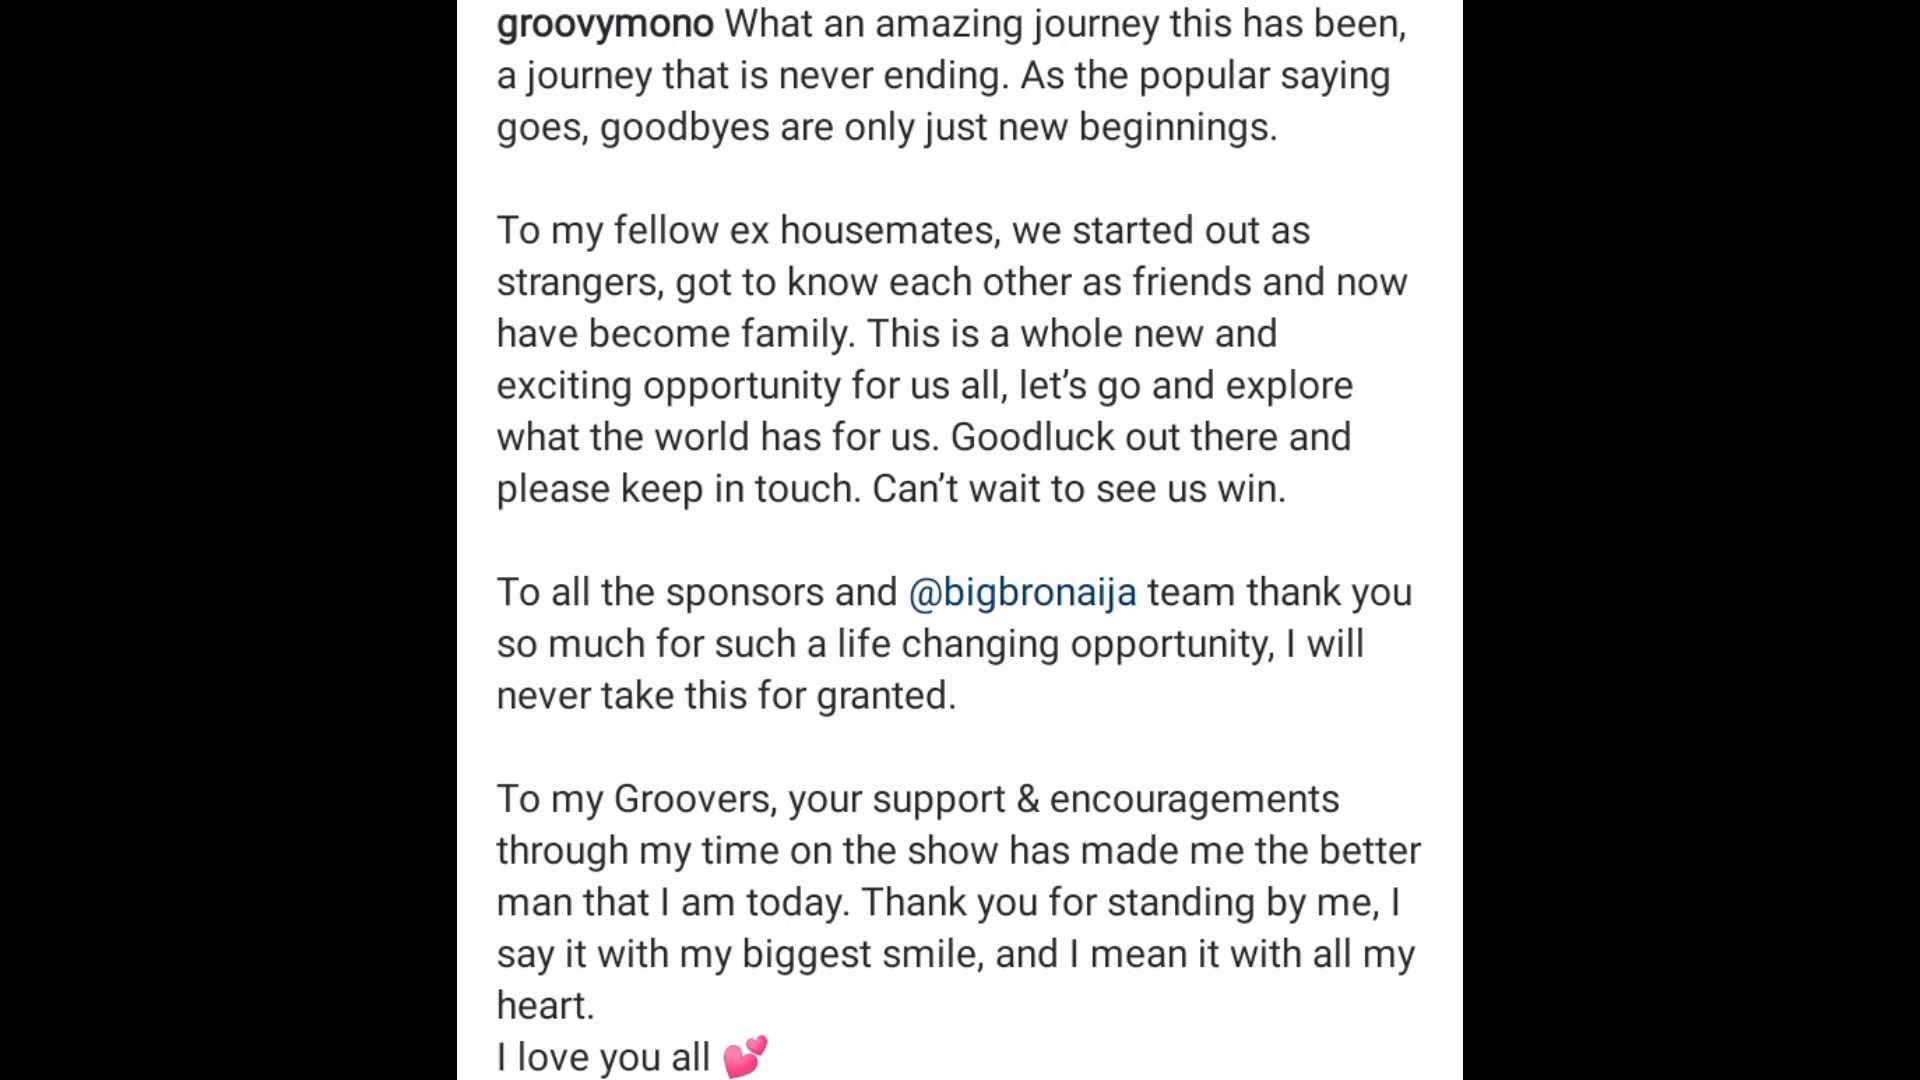 groovymono What an amazing journey this has been,
a journey that is never ending. As the popular saying
goes, goodbyes are only just new beginnings.
To my fellow ex housemates, we started out as
strangers, got to know each other as friends and now
have become family. This is a whole new and
exciting opportunity for us all, let’s go and explore
what the world has for us. Goodluck out there and
please keep in touch. Can’t wait to see us win.
To all the sponsors and @bigbronaija team thank you
so much for such a life changing opportunity, I will
never take this for granted.
To my Groovers, your support & encouragements
through my time on the show has made me the better
man that I am today. Thank you for standing by me, I
say it with my biggest smile, and I mean it with all my
heart.
I love you all 💕